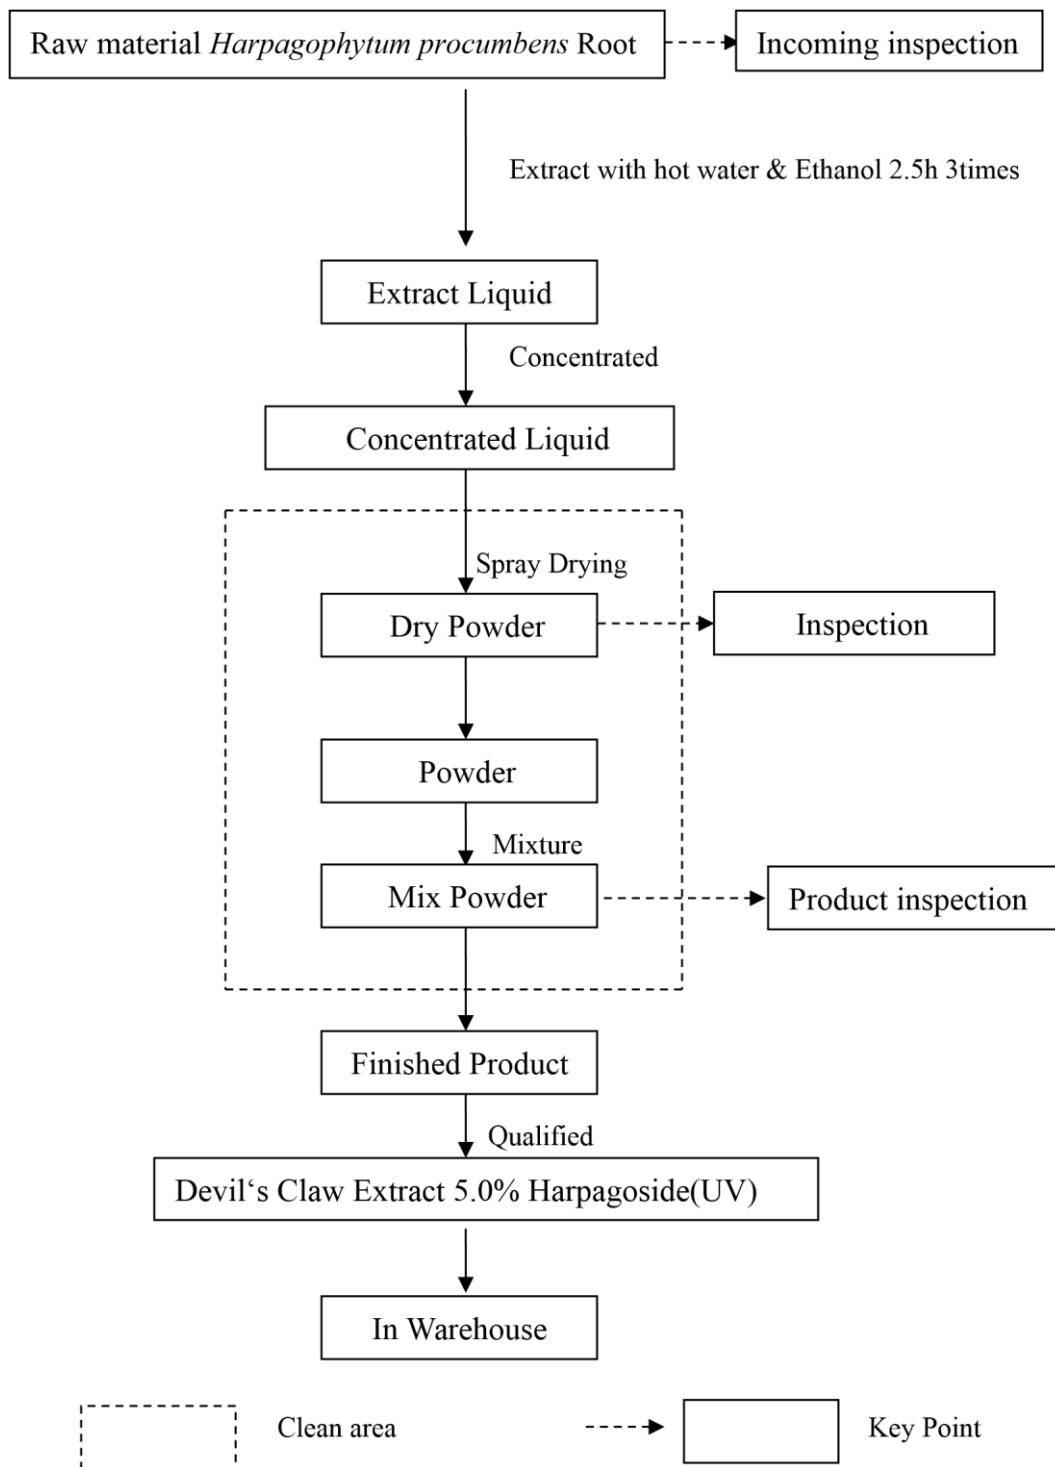 Raw material Harpagophytum procumbens Root
Incoming inspection
Extract with hot water & Ethanol 2.5h 3times
Extract Liquid
Concentrated
Concentrated Liquid
Spray Drying
Dry Powder
Inspection
Powder
Mixture
Mix Powder
Product inspection
Finished Product
Qualified
Devil‘s Claw Extract 5.0% Harpagoside(UV)
In Warehouse
Clean area
Key Point